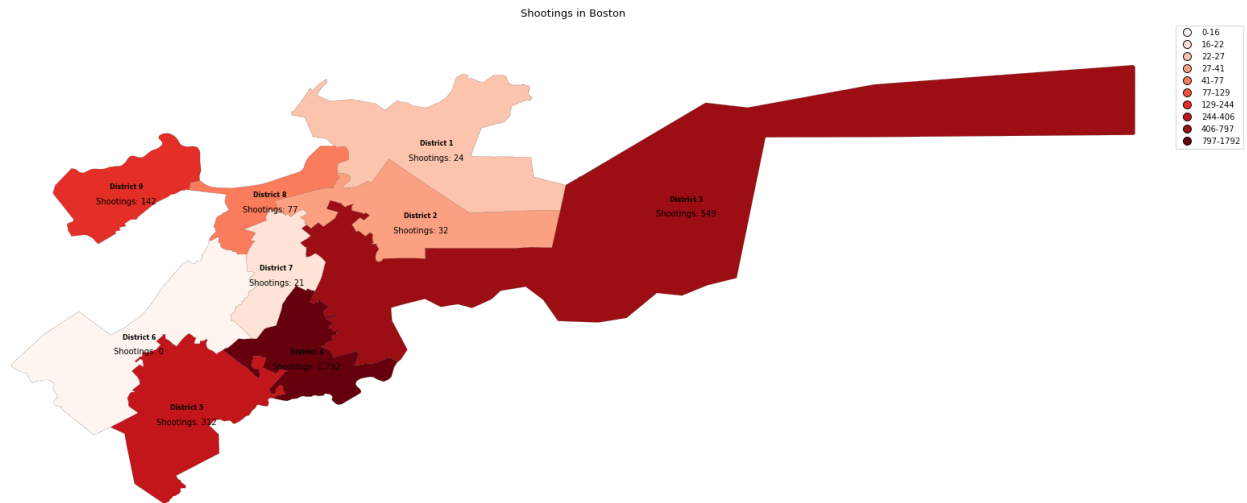 Shootings in Boston
0-16
16-22
22-27
27-41
41-77
77-129
129-244
244-406
406-797
797-1792
District 1
Shootings: 24
District 9
Shootings: 142
District 8
Shootings: 77
District 3
Shootings: 549
District 2
Shootings: 32
District 7
Shootings: 21
District 6
Shootings: 0
District 4
Shootings: 1,792
District 5
Shootings: 312